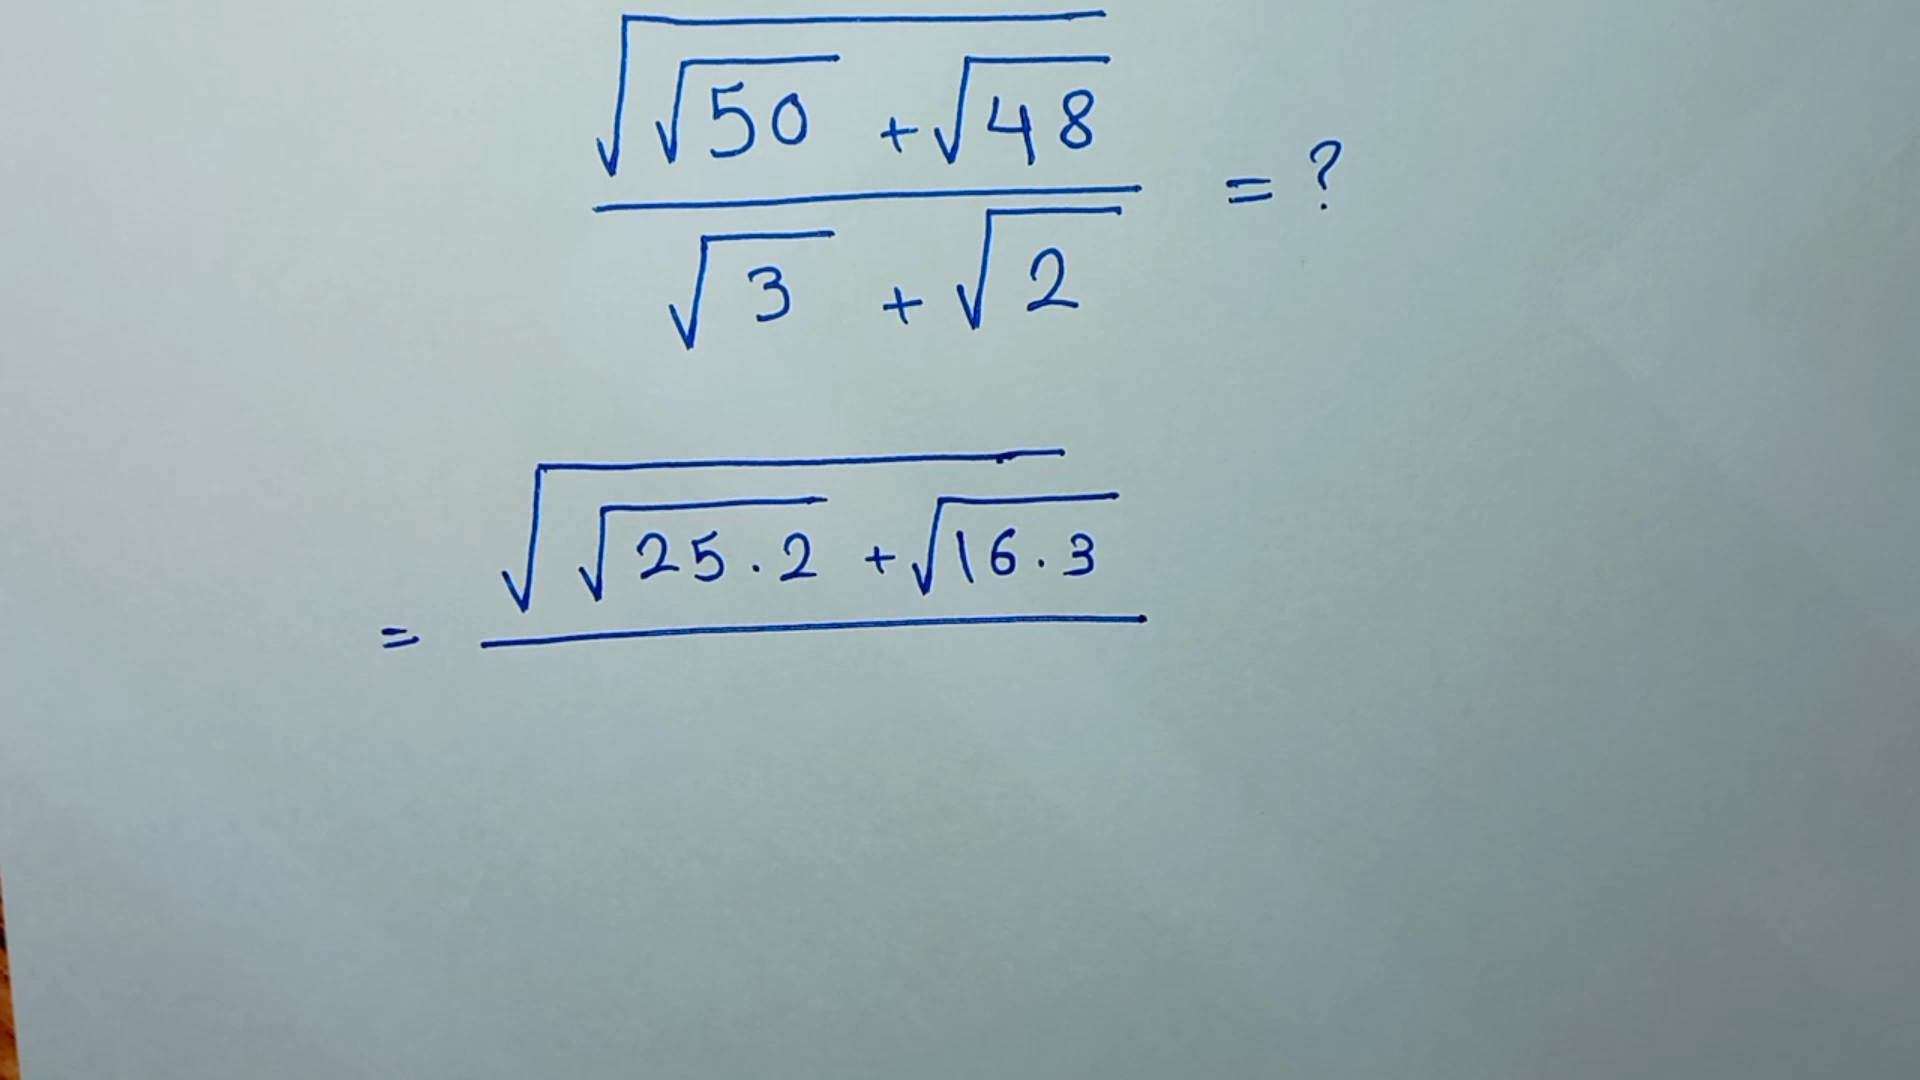 √(√50 + √48) / (√3 + √2) = ?
= √(√25.2 + √16.3) /